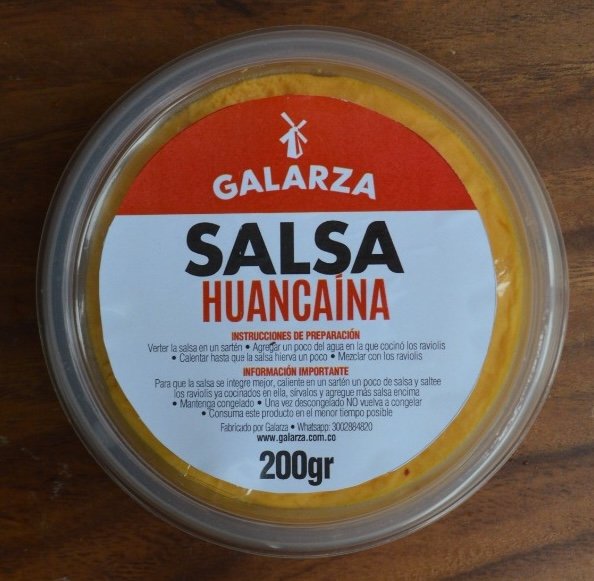 GALARZA
SALSA
HUANCAÍNA
INSTRUCCIONES DE PREPARACIÓN
Verter la salsa en un sartén • Agregar un poco del agua en la que cocinó los raviolis
• Calentar hasta que la salsa hierva un poco • Mezclar con los raviolis
INFORMACIÓN IMPORTANTE
Para que la salsa se integre mejor, caliente en un sartén un poco de salsa y saltee
los raviolis ya cocinados en ella, sírvalos y agregue más salsa encima
• Mantenga congelado • Una vez descongelado NO vuelva a congelar
• Consuma este producto en el menor tiempo posible
Fabricado por Galarza • Whatsapp: 3002884820
www.galarza.com.co
200gr